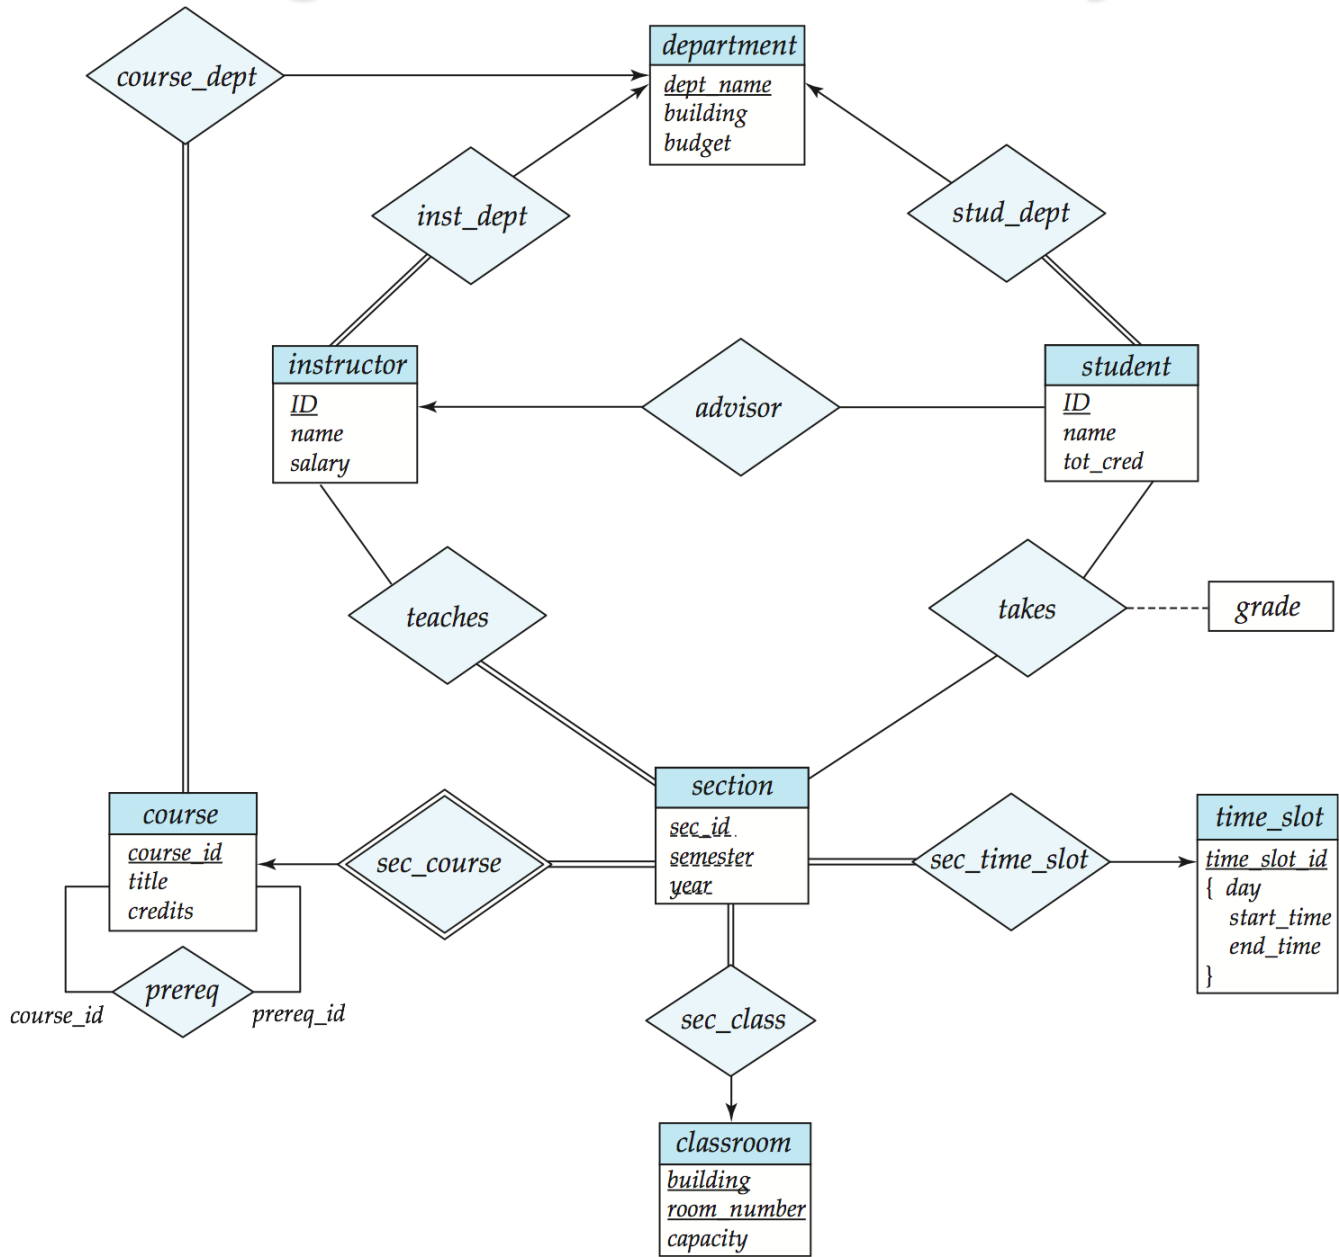 course_dept
department
dept_name
building
budget
inst_dept
stud_dept
instructor
ID
name
salary
advisor
student
ID
name
tot_cred
teaches
takes
grade
section
sec_id
semester
year
course
course_id
title
credits
sec_course
sec_time_slot
time_slot
time_slot_id
{ day
start_time
end_time
}
prereq
course_id
prereq_id
sec_class
classroom
building
room_number
capacity